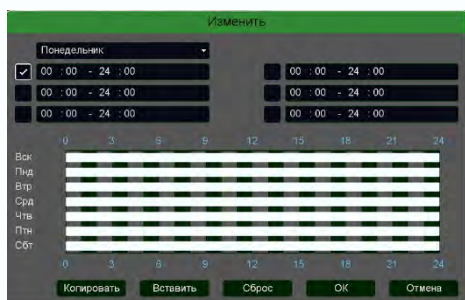 Изменить
Понедельник
00 :00 - 24 :00 00 :00 - 24 :00
00 :00 - 24 :00 00 :00 - 24 :00
00 :00 - 24 :00 00 :00 - 24 :00
0 3 6 9 12 15 18 21 24
Вск
Пнд
Втр
Срд
Чтв
Птн
Сбт
0 3 6 9 12 15 18 21 24
Копировать Вставить Сброс ОК Отмена